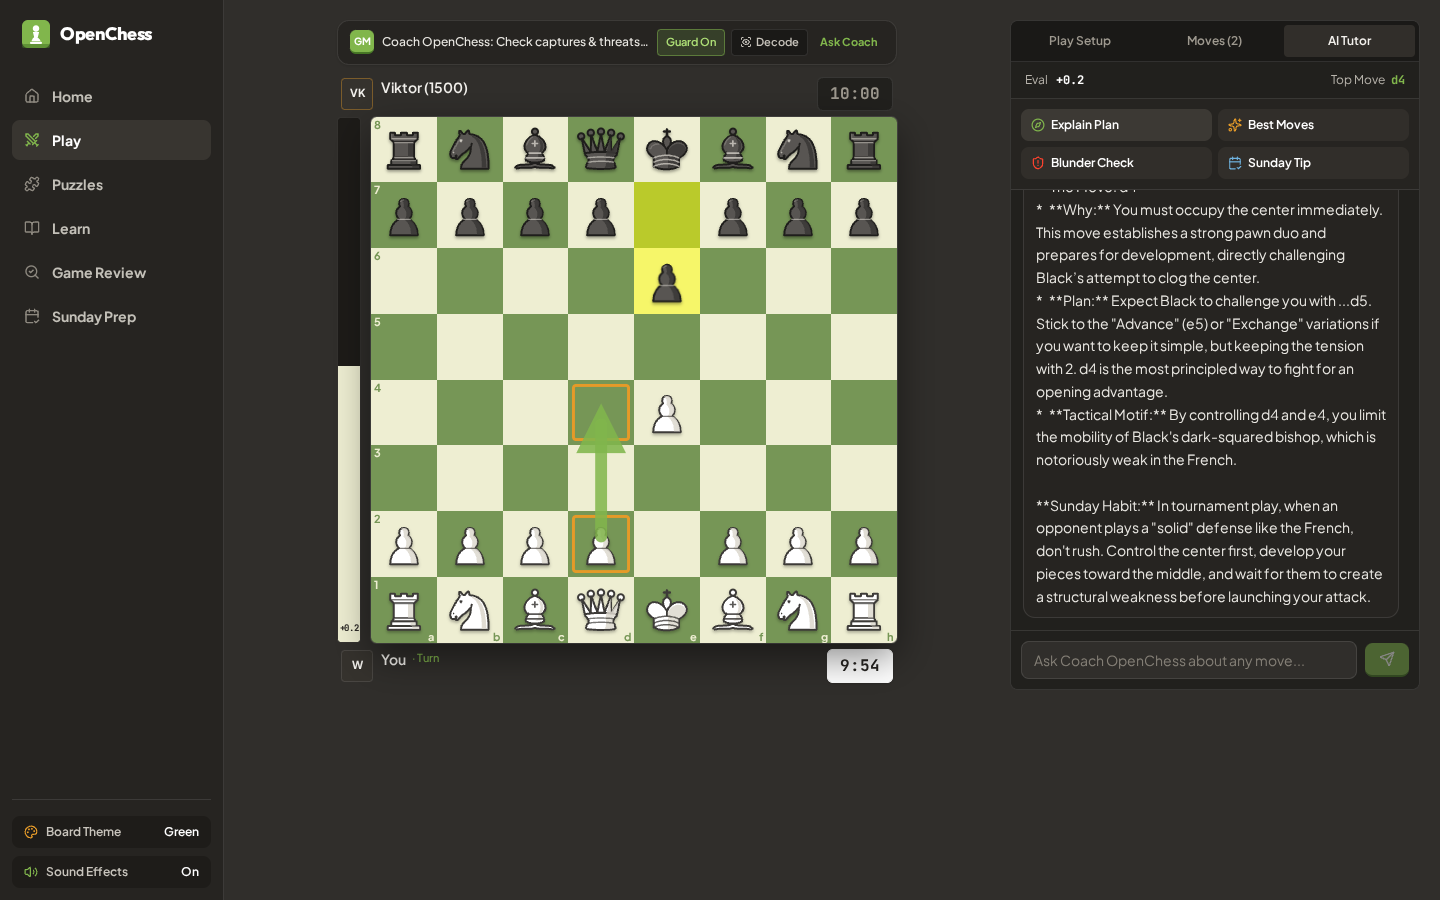 OpenChess
Home
Play
Puzzles
Learn
Game Review
Sunday Prep
Board Theme Green
Sound Effects On
GM Coach OpenChess: Check captures & threats... Guard On Decode Ask Coach
VK Viktor (1500) 10:00
8
7
6
5
4
3
2
1
a b c d e f g h
+0.2
W You · Turn 9:54
Play Setup Moves (2) AI Tutor
Eval +0.2 Top Move d4
Explain Plan Best Moves
Blunder Check Sunday Tip
* **Why:** You must occupy the center immediately.
This move establishes a strong pawn duo and
prepares for development, directly challenging
Black's attempt to clog the center.
* **Plan:** Expect Black to challenge you with ...d5.
Stick to the "Advance" (e5) or "Exchange" variations if
you want to keep it simple, but keeping the tension
with 2. d4 is the most principled way to fight for an
opening advantage.
* **Tactical Motif:** By controlling d4 and e4, you limit
the mobility of Black's dark-squared bishop, which is
notoriously weak in the French.
**Sunday Habit:** In tournament play, when an
opponent plays a "solid" defense like the French,
don't rush. Control the center first, develop your
pieces toward the middle, and wait for them to create
a structural weakness before launching your attack.
Ask Coach OpenChess about any move...